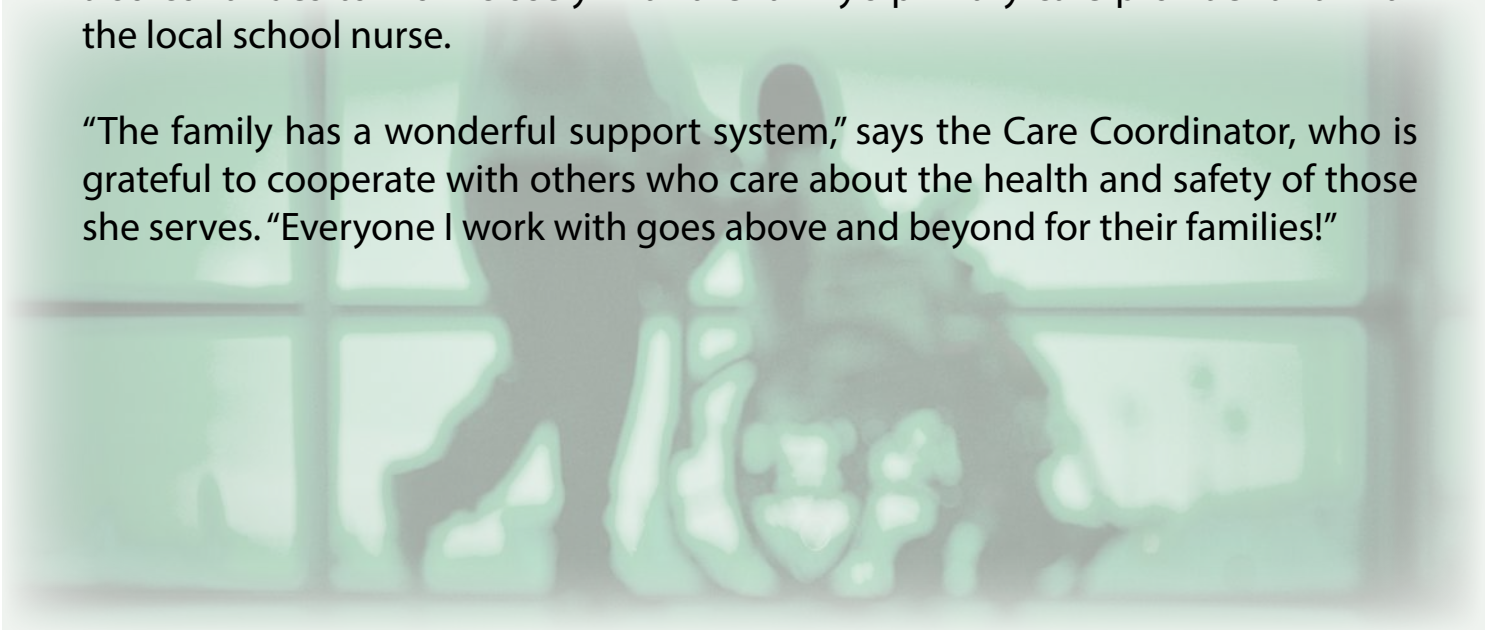 the local school nurse.
“The family has a wonderful support system,” says the Care Coordinator, who is
grateful to cooperate with others who care about the health and safety of those
she serves. “Everyone I work with goes above and beyond for their families!”